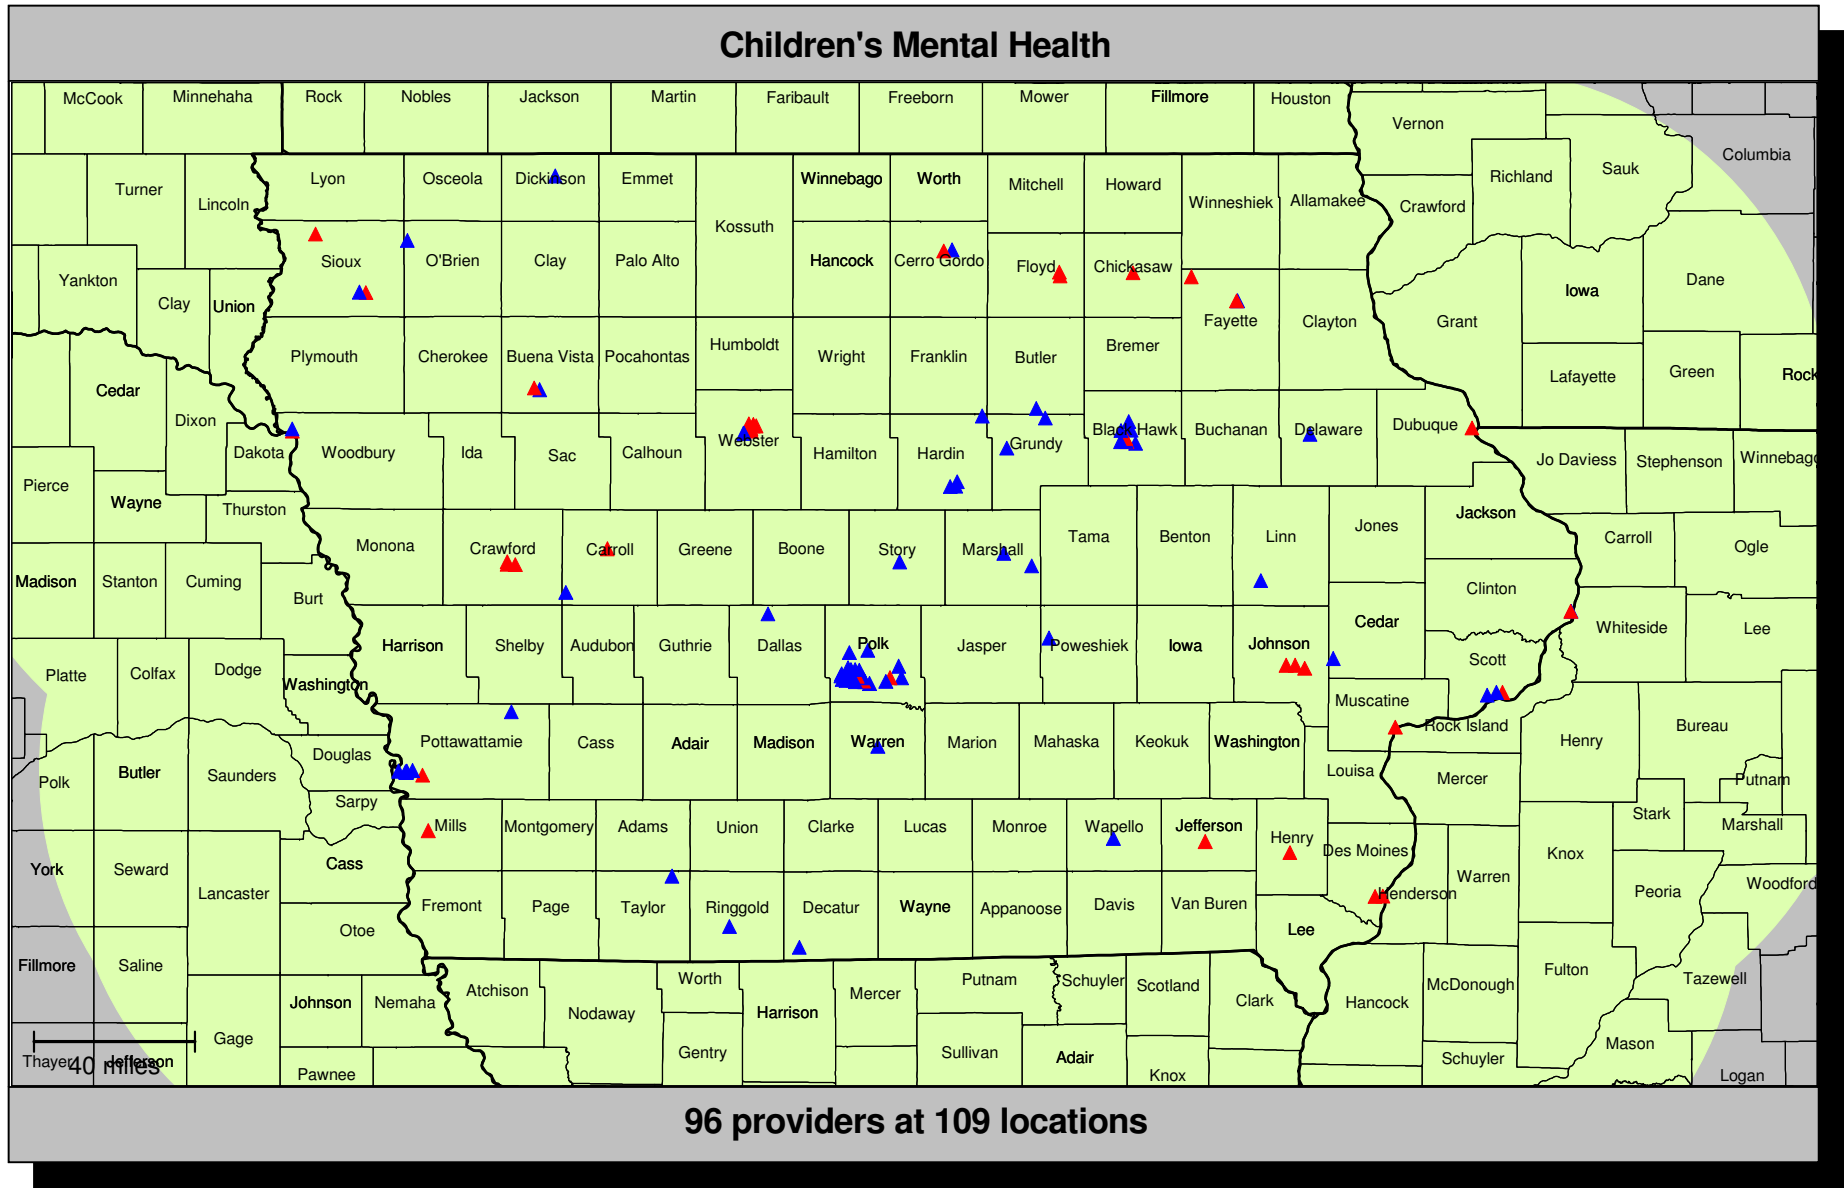 Children's Mental Health
McCook Minnehaha Rock Nobles Jackson Martin Faribault Freeborn Mower Fillmore Houston
Vernon
Columbia
Turner Lyon Osceola Dickinson Emmet Winnebago Worth Mitchell Howard Richland Sauk
Lincoln Winneshiek Allamakee Crawford
Kossuth
Yankton Sioux O'Brien Clay Palo Alto Hancock Cerro Gordo Floyd Chickasaw Iowa Dane
Clay Union
Fayette Clayton Grant
Plymouth Cherokee Buena Vista Pocahontas Humboldt Wright Franklin Butler Bremer
Cedar Lafayette Green Rock
Dixon Webster Black Hawk Buchanan Delaware Dubuque
Dakota Woodbury Ida Sac Calhoun Hamilton Hardin Grundy Jo Daviess Stephenson Winnebago
Pierce Wayne Thurston Jackson
Monona Crawford Carroll Greene Boone Story Marshall Tama Benton Linn Jones Carroll Ogle
Madison Stanton Cuming Burt Clinton
Harrison Shelby Audubon Guthrie Dallas Polk Jasper Poweshiek Iowa Johnson Cedar Whiteside Lee
Platte Colfax Dodge Washington Scott
Muscatine
Douglas Pottawattamie Cass Adair Madison Warren Marion Mahaska Keokuk Washington Rock Island Henry Bureau
Polk Butler Saunders Louisa Mercer Putnam
Sarpy Mills Montgomery Adams Union Clarke Lucas Monroe Wapello Jefferson Henry Stark Marshall
York Seward Cass Des Moines Knox
Lancaster Henderson Warren Peoria Woodford
Otoe Fremont Page Taylor Ringgold Decatur Wayne Appanoose Davis Van Buren Lee
Fillmore Saline Fulton Tazewell
Johnson Nemaha Atchison Nodaway Worth Harrison Mercer Putnam Schuyler Scotland Clark Hancock McDonough
Gage Gentry Sullivan Adair Schuyler Mason
Thayer Jefferson
40 miles
Pawnee Knox Logan
96 providers at 109 locations